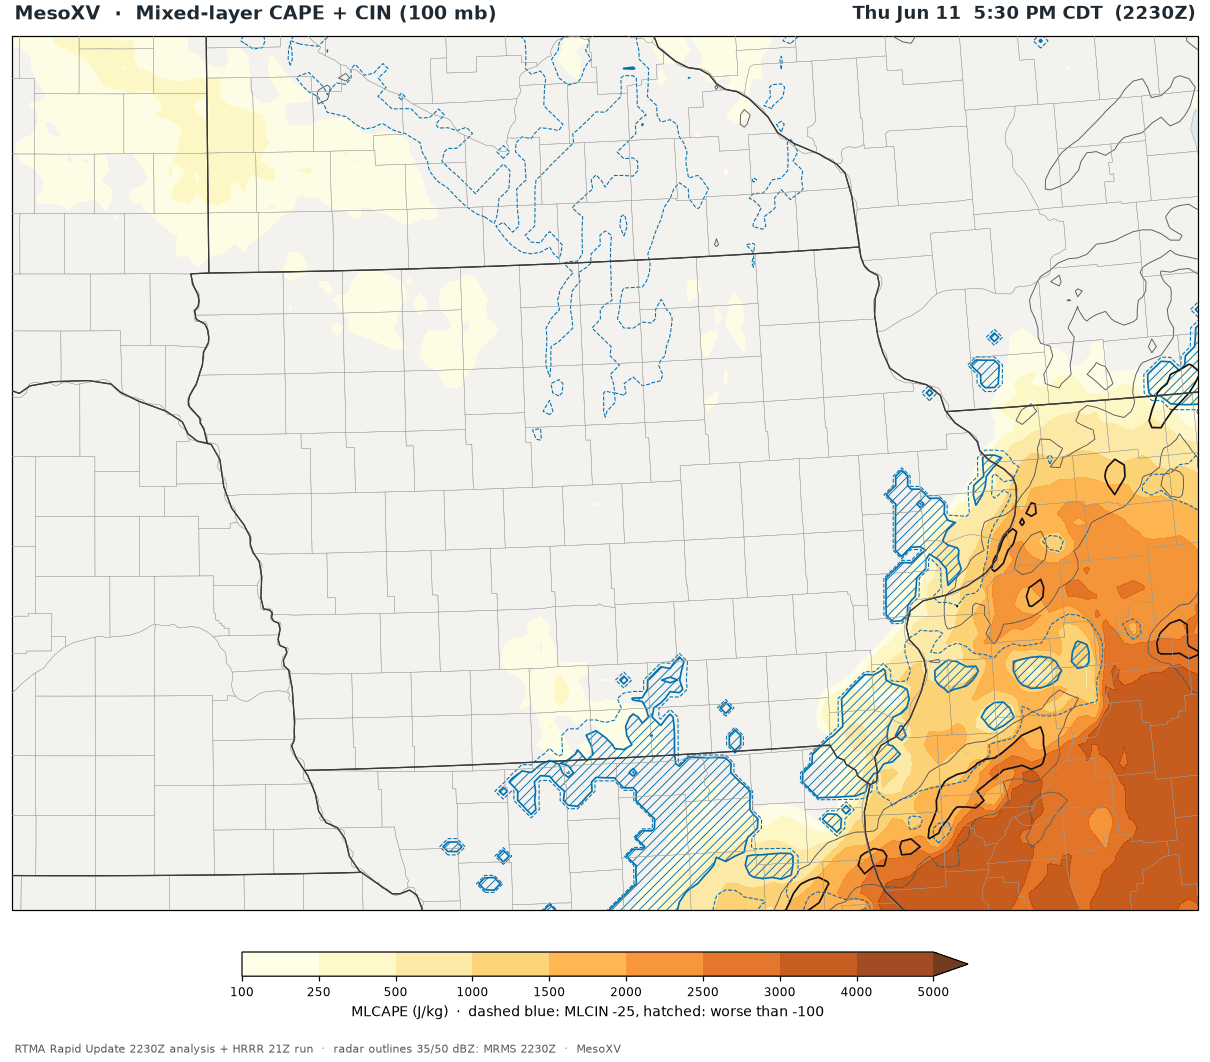 MesoXV · Mixed-layer CAPE + CIN (100 mb)
Thu Jun 11 5:30 PM CDT (2230Z)
100 250 500 1000 1500 2000 2500 3000 4000 5000
MLCAPE (J/kg) · dashed blue: MLCIN -25, hatched: worse than -100
RTMA Rapid Update 2230Z analysis + HRRR 21Z run · radar outlines 35/50 dBZ: MRMS 2230Z · MesoXV